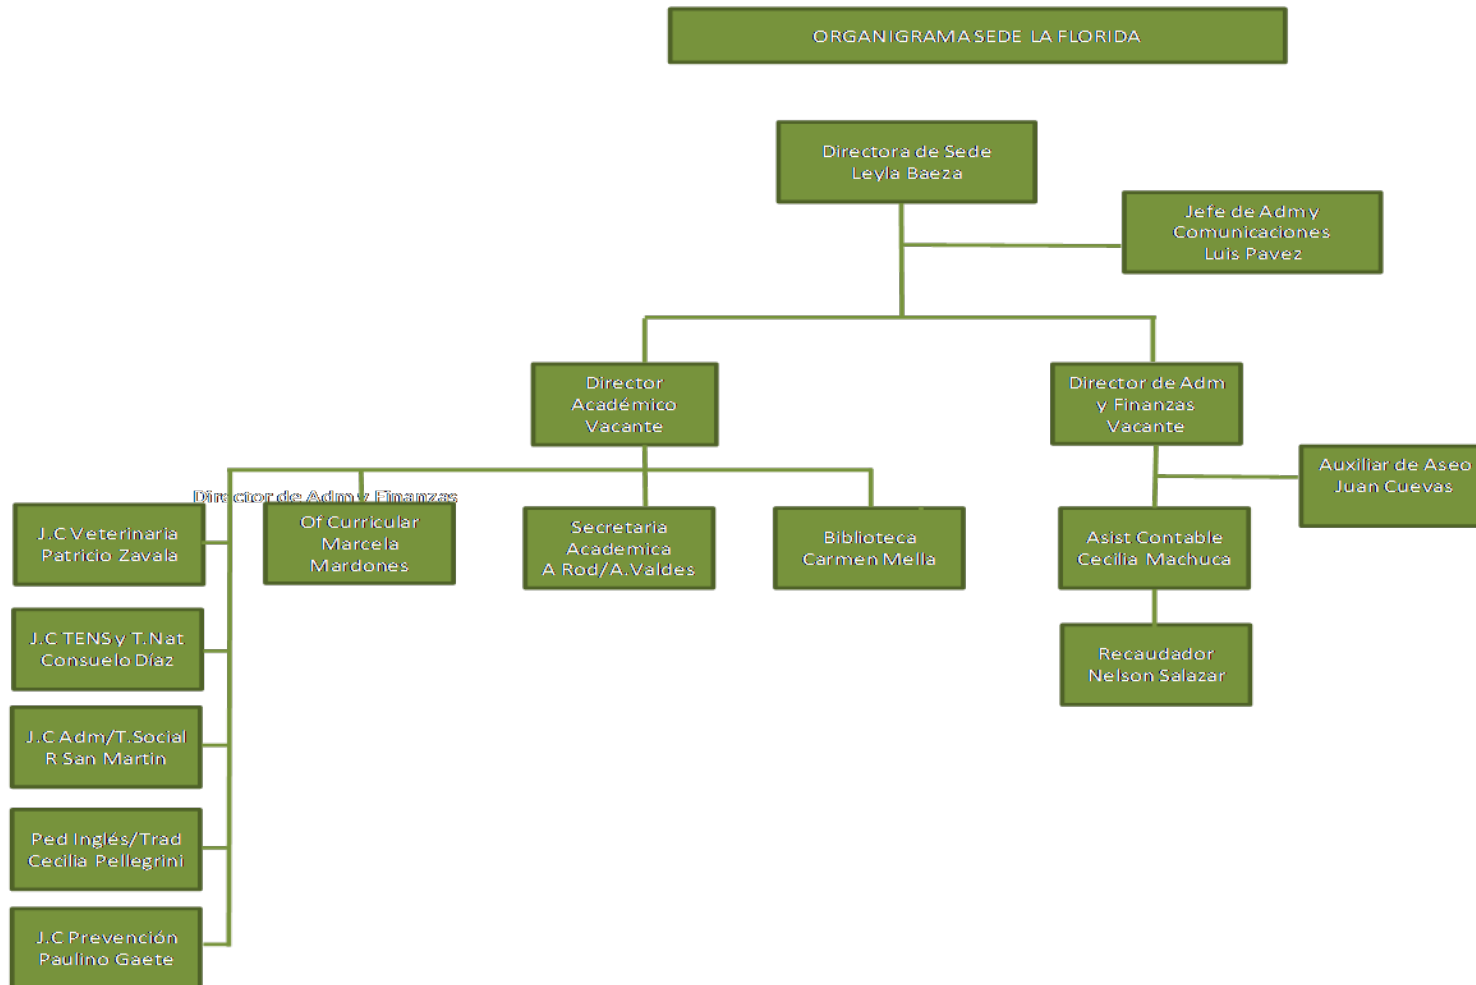 ORGANIGRAMA SEDE LA FLORIDA
Directora de Sede
Leyla Baeza
Jefe de Adm y
Comunicaciones
Luis Pavez
Director
Académico
Vacante
Director de Adm
y Finanzas
Vacante
Auxiliar de Aseo
Juan Cuevas
Director de Adm y Finanzas
J.C Veterinaria
Patricio Zavala
Of Curricular
Marcela
Mardones
Secretaria
Academica
A Rod/A.Valdes
Biblioteca
Carmen Mella
Asist Contable
Cecilia Machuca
J.C TENS y T.Nat
Consuelo Díaz
Recaudador
Nelson Salazar
J.C Adm/T.Social
R San Martin
Ped Inglés/Trad
Cecilia Pellegrini
J.C Prevención
Paulino Gaete